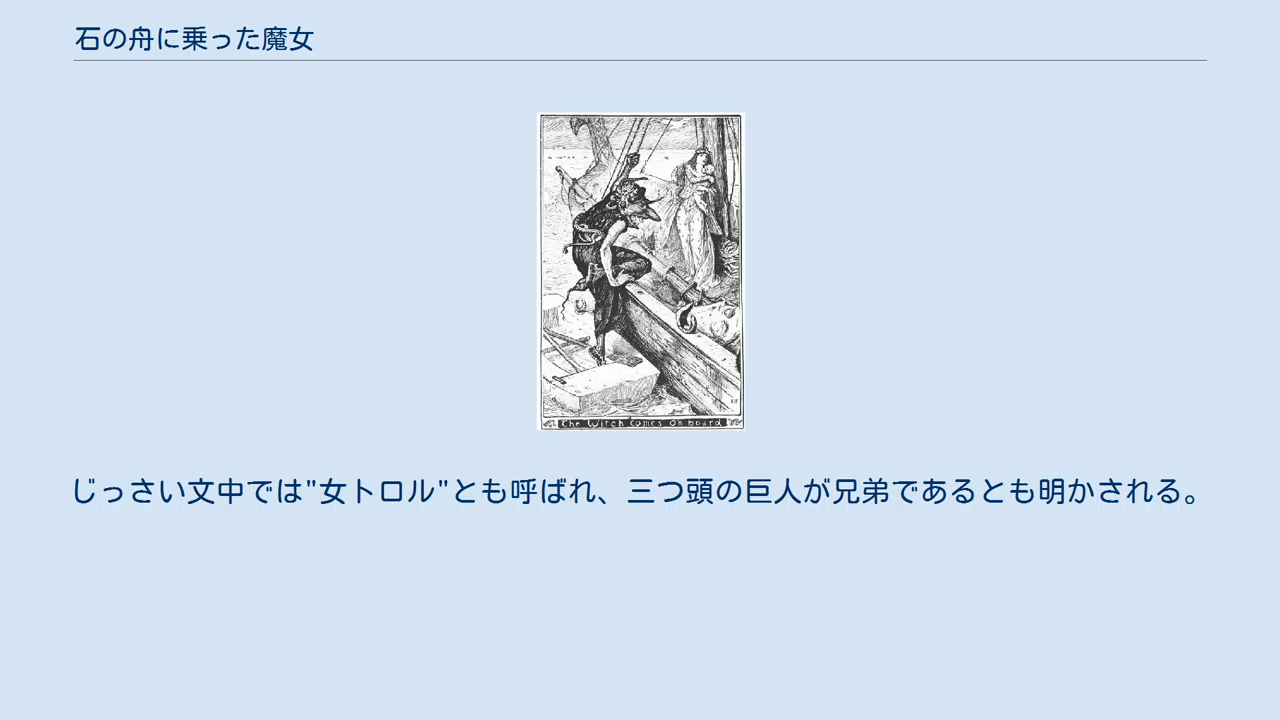 石の舟に乗った魔女
The Witch Comes On board
じっさい文中では"女トロル"とも呼ばれ、三つ頭の巨人が兄弟であるとも明かされる。